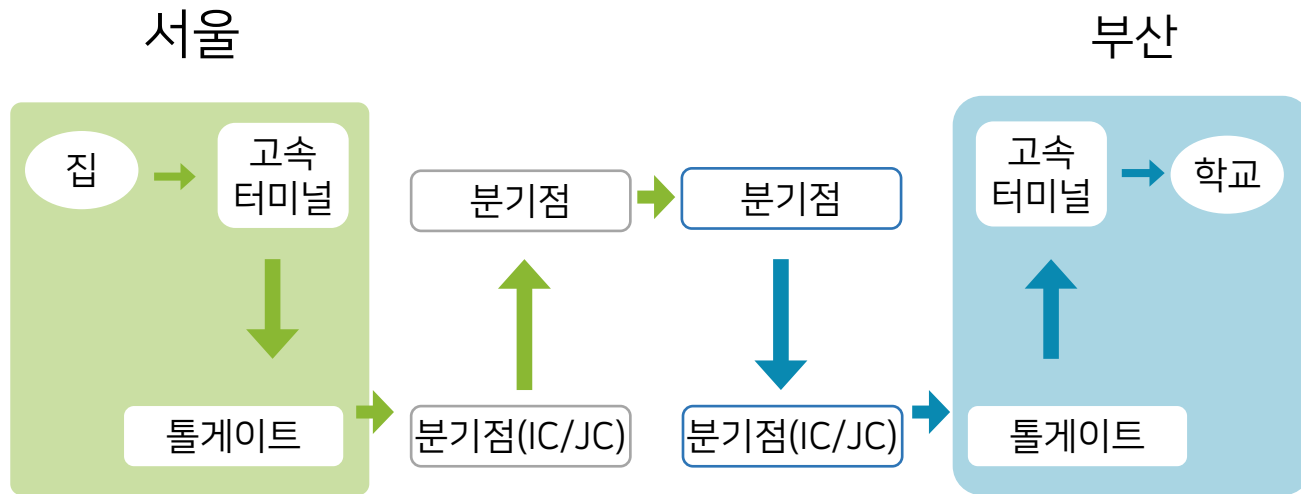 서울
부산
집
고속
터미널
분기점
분기점
고속
터미널
학교
톨게이트
분기점(IC/JC)
분기점(IC/JC)
톨게이트